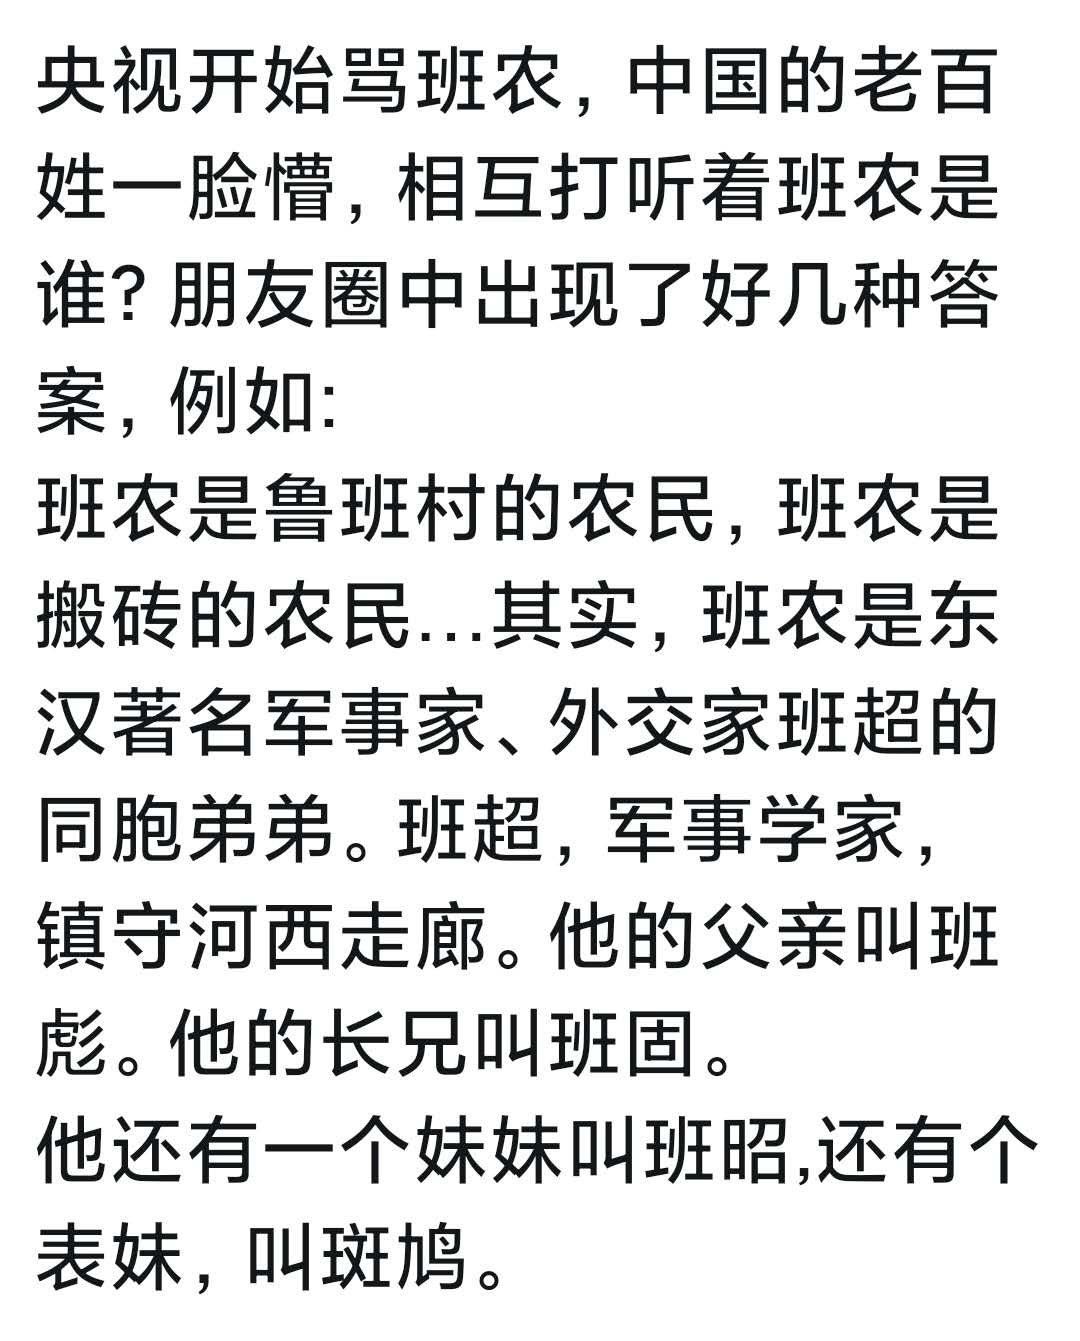 央视开始骂班农，中国的老百
姓一脸懵，相互打听着班农是
谁？朋友圈中出现了好几种答
案，例如:
班农是鲁班村的农民，班农是
搬砖的农民...其实，班农是东
汉著名军事家、外交家班超的
同胞弟弟。班超，军事学家，
镇守河西走廊。他的父亲叫班
彪。他的长兄叫班固。
他还有一个妹妹叫班昭,还有个
表妹，叫斑鸠。